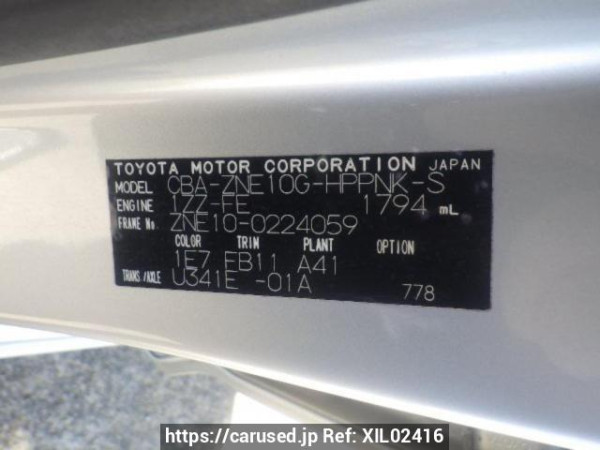 TOYOTA MOTOR CORPORATION JAPAN
MODEL CBA-ZNE10G-HPPNK-S
ENGINE 1ZZ-FE 1794 mL
FRAME No. ZNE10-0224059
COLOR TRIM PLANT OPTION
1E7 FB11 A41
TRANS/AXLE U341E -01A 778
https://carused.jp Ref: XIL02416